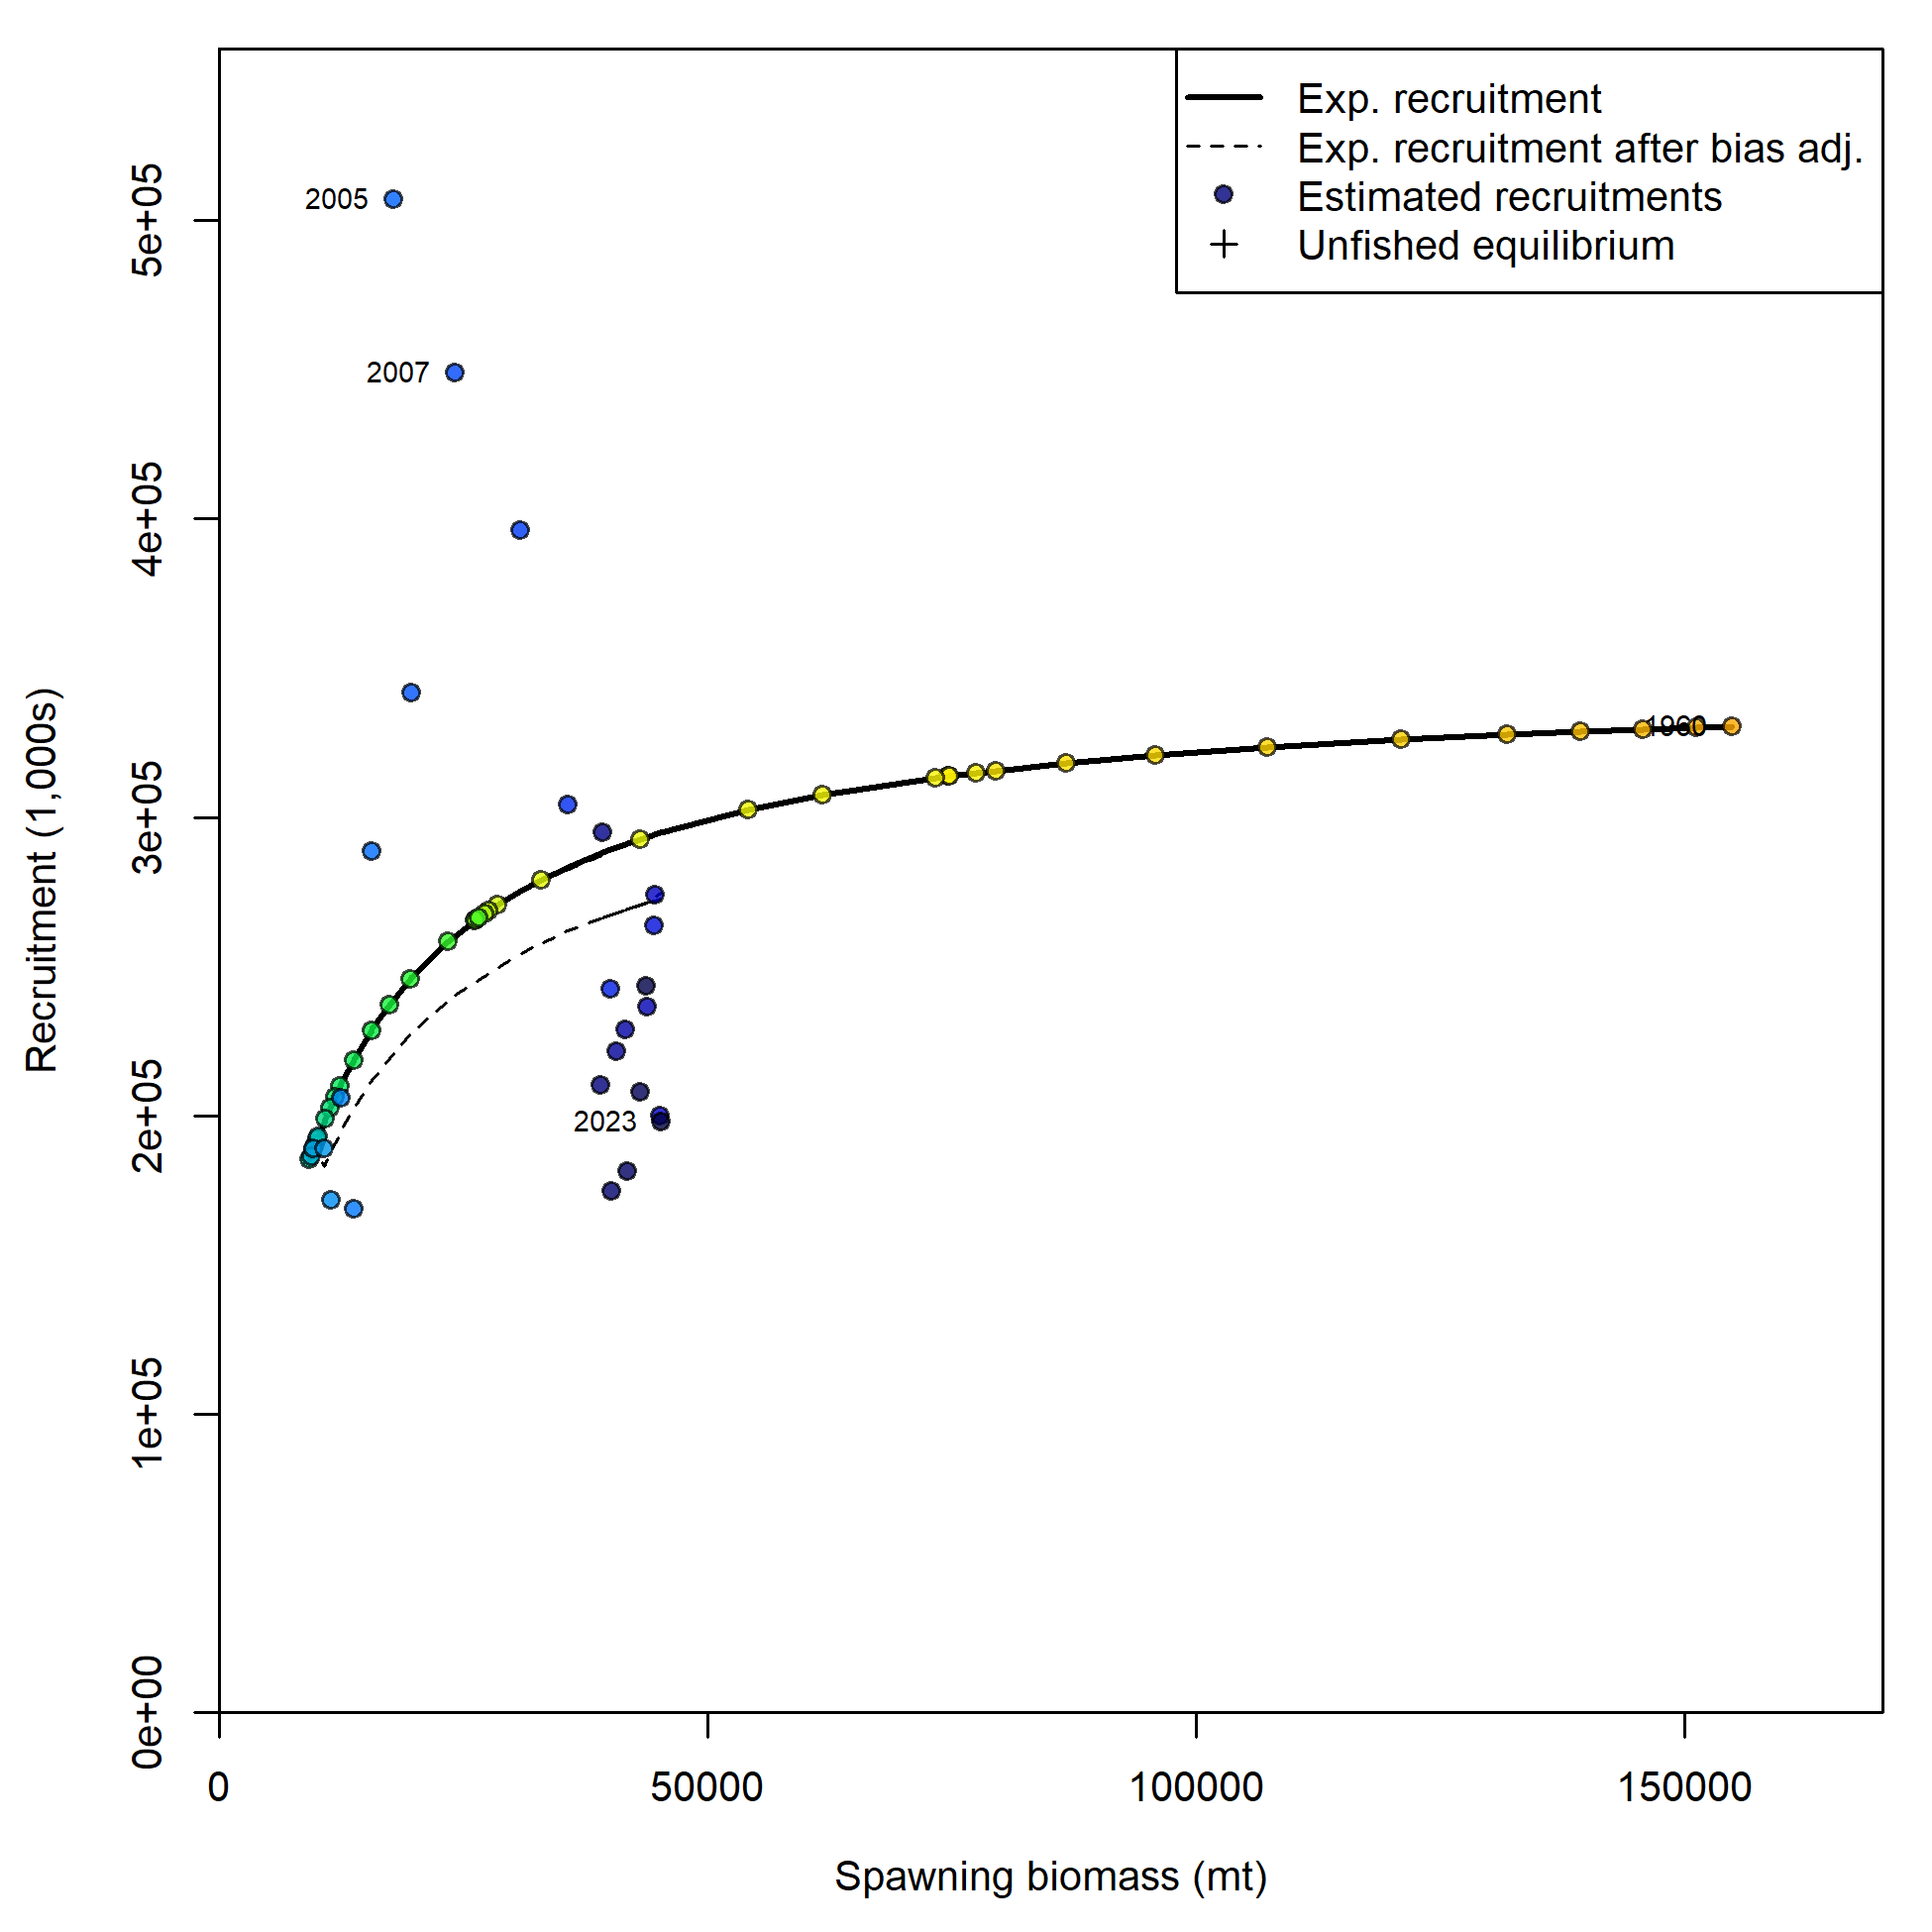 Exp. recruitment
Exp. recruitment after bias adj.
Estimated recruitments
Unfished equilibrium
2005
2007
1960
2023
5e+05
4e+05
3e+05
2e+05
1e+05
0e+00
Recruitment (1,000s)
0
50000
100000
150000
Spawning biomass (mt)